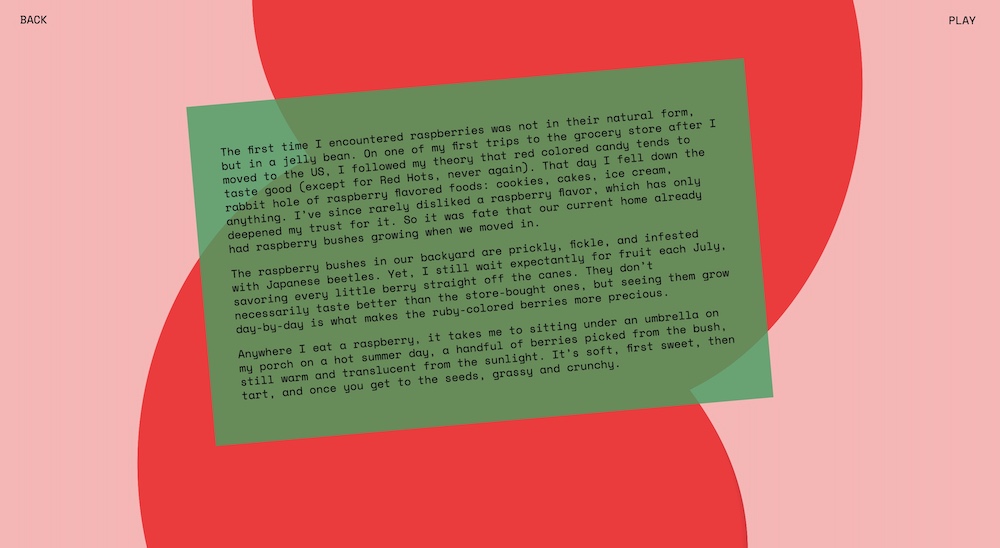 BACK
PLAY
The first time I encountered raspberries was not in their natural form,
but in a jelly bean. On one of my first trips to the grocery store after I
moved to the US, I followed my theory that red colored candy tends to
taste good (except for Red Hots, never again). That day I fell down the
rabbit hole of raspberry flavored foods: cookies, cakes, ice cream,
anything. I've since rarely disliked a raspberry flavor, which has only
deepened my trust for it. So it was fate that our current home already
had raspberry bushes growing when we moved in.
The raspberry bushes in our backyard are prickly, fickle, and infested
with Japanese beetles. Yet, I still wait expectantly for fruit each July,
savoring every little berry straight off the canes. They don't
necessarily taste better than the store-bought ones, but seeing them grow
day-by-day is what makes the ruby-colored berries more precious.
Anywhere I eat a raspberry, it takes me to sitting under an umbrella on
my porch on a hot summer day, a handful of berries picked from the bush,
still warm and translucent from the sunlight. It's soft, first sweet, then
tart, and once you get to the seeds, grassy and crunchy.